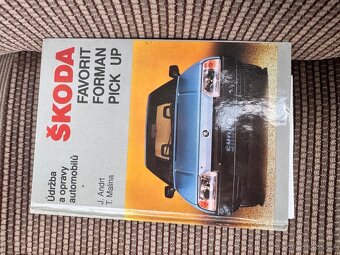 Údržba
a opravy
automobilů
ŠKODA
FAVORIT
FORMAN
PICK UP
J. Andrt
T. Malina